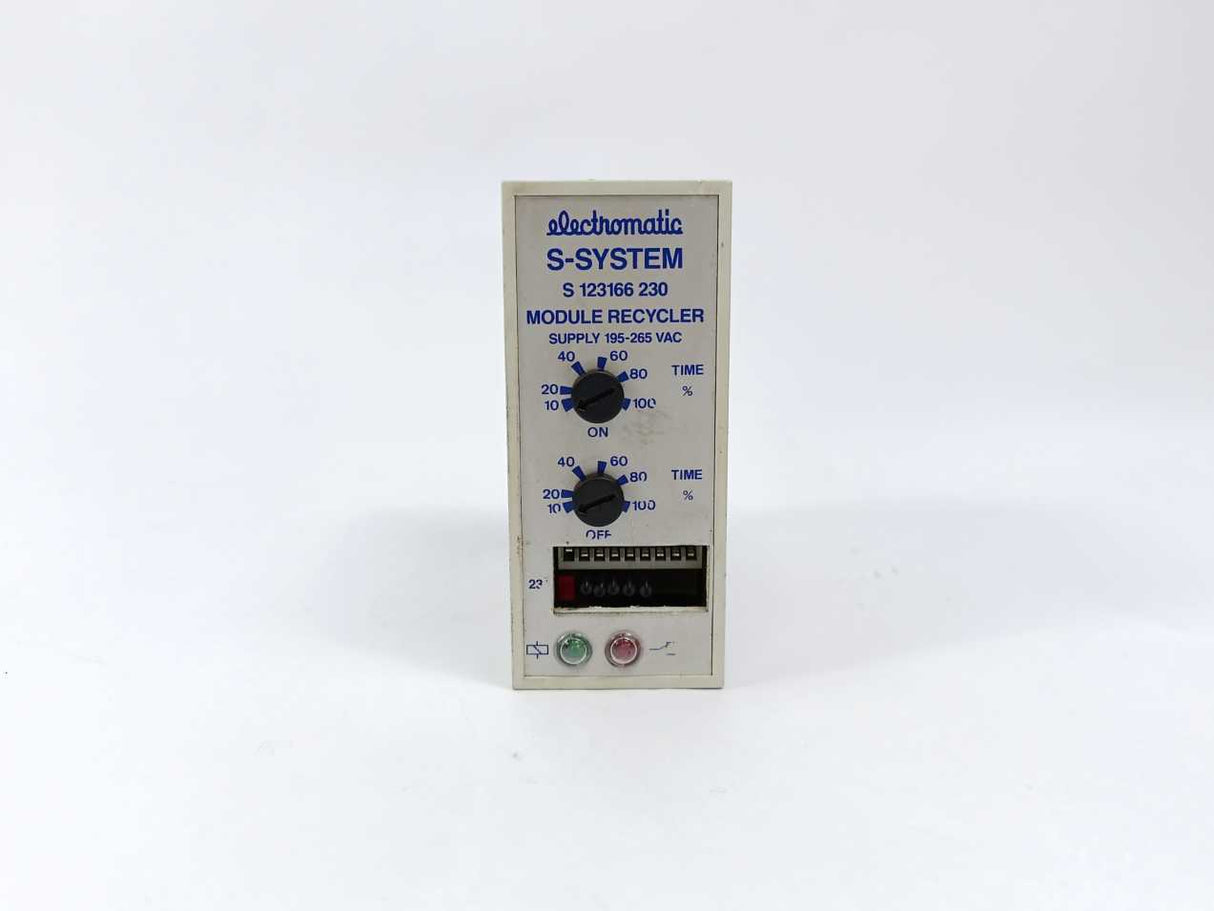 electromatic
S-SYSTEM
S 123166 230
MODULE RECYCLER
SUPPLY 195-265 VAC
40 60
80 TIME
20 %
10 100
ON
40 60
80 TIME
20 %
10 100
OFF